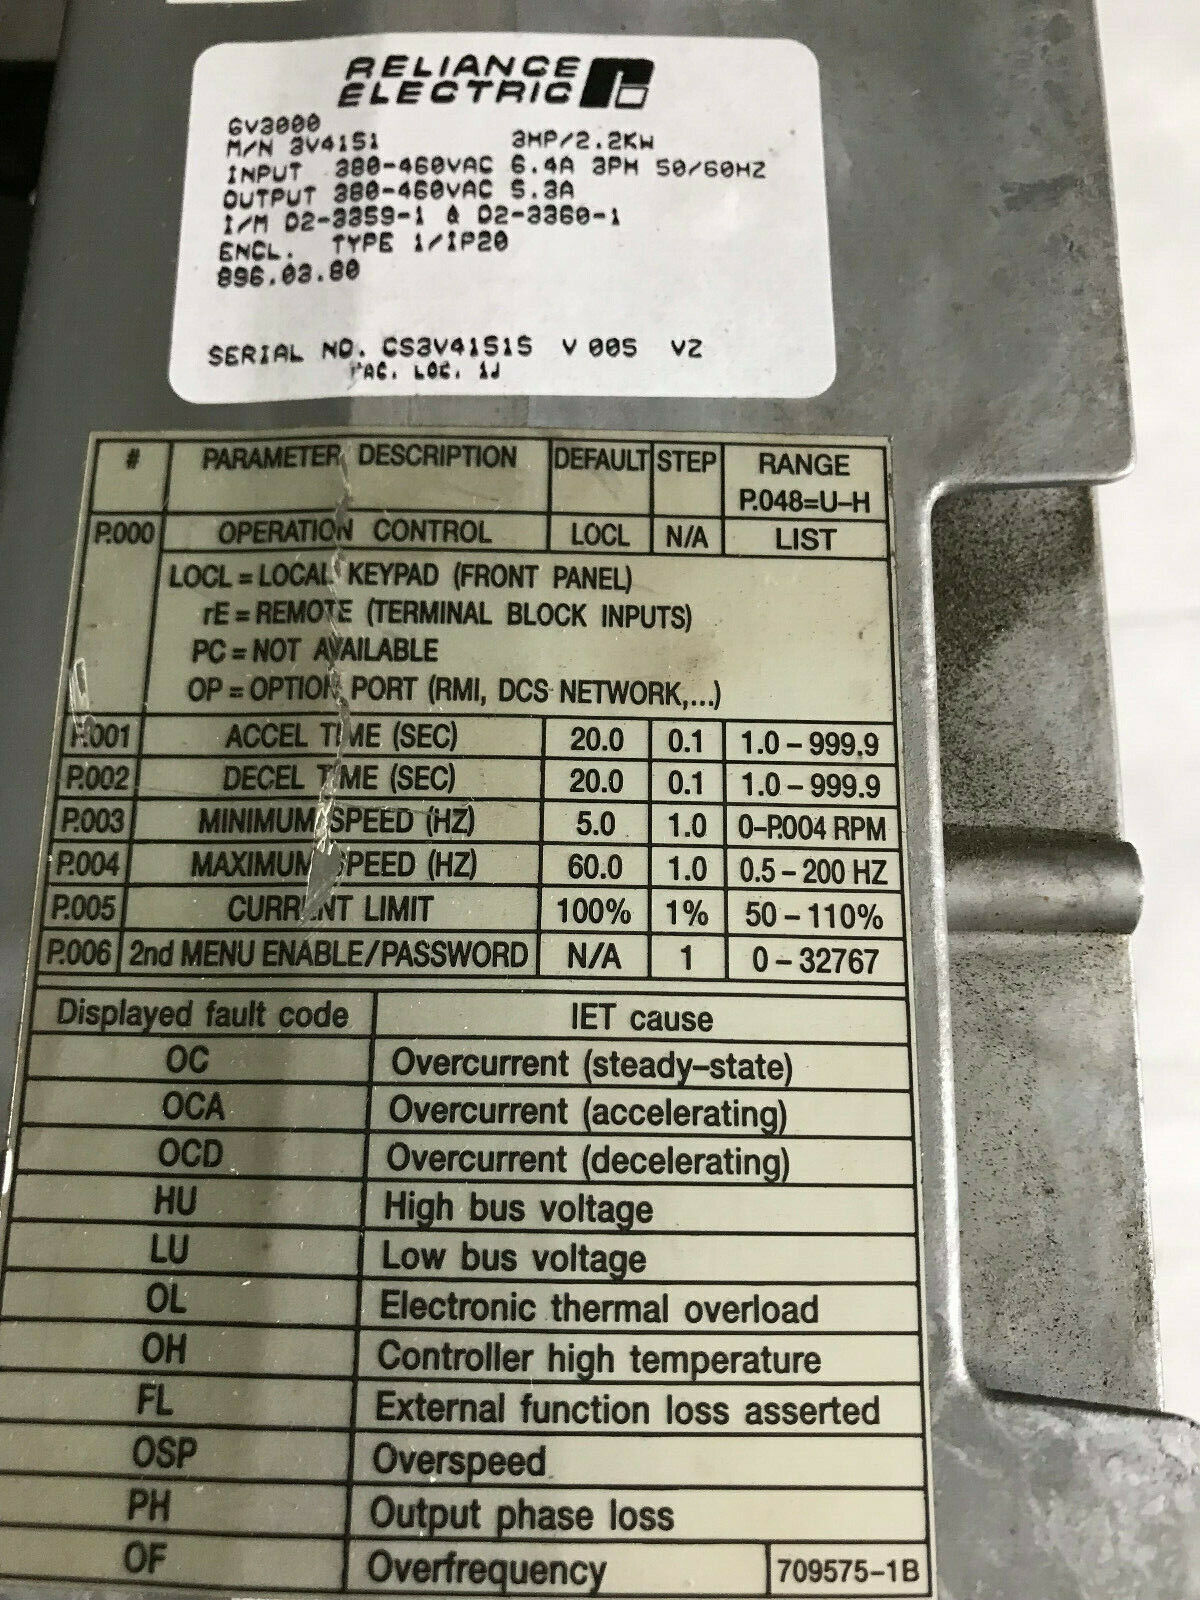 RELIANCE
ELECTRIC
GV3000
M/N 3V4151 3HP/2.2KW
INPUT 380-460VAC 6.4A 3PH 50/60HZ
OUTPUT 380-460VAC 5.3A
I/M D2-3359-1 & D2-3360-1
ENCL. TYPE 1/IP20
896.03.80
SERIAL NO. CS3V4151S V 005 V2
FAC. LOC. 1J
# PARAMETER DESCRIPTION DEFAULT STEP RANGE
P.048=U-H
P.000 OPERATION CONTROL LOCL N/A LIST
LOCL = LOCAL KEYPAD (FRONT PANEL)
rE = REMOTE (TERMINAL BLOCK INPUTS)
PC = NOT AVAILABLE
OP = OPTION PORT (RMI, DCS NETWORK,...)
P.001 ACCEL TIME (SEC) 20.0 0.1 1.0 – 999.9
P.002 DECEL TIME (SEC) 20.0 0.1 1.0 – 999.9
P.003 MINIMUM SPEED (HZ) 5.0 1.0 0–P.004 RPM
P.004 MAXIMUM SPEED (HZ) 60.0 1.0 0.5 – 200 HZ
P.005 CURRENT LIMIT 100% 1% 50 – 110%
P.006 2nd MENU ENABLE/PASSWORD N/A 1 0 – 32767
Displayed fault code IET cause
OC Overcurrent (steady–state)
OCA Overcurrent (accelerating)
OCD Overcurrent (decelerating)
HU High bus voltage
LU Low bus voltage
OL Electronic thermal overload
OH Controller high temperature
FL External function loss asserted
OSP Overspeed
PH Output phase loss
OF Overfrequency 709575-1B